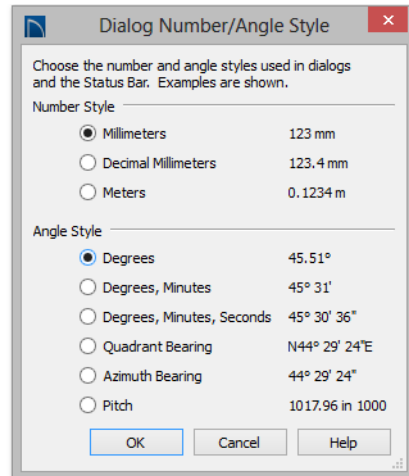 Dialog Number/Angle Style
Choose the number and angle styles used in dialogs
and the Status Bar. Examples are shown.
Number Style
Millimeters 123 mm
Decimal Millimeters 123.4 mm
Meters 0.1234 m
Angle Style
Degrees 45.51°
Degrees, Minutes 45° 31'
Degrees, Minutes, Seconds 45° 30' 36"
Quadrant Bearing N44° 29' 24"E
Azimuth Bearing 44° 29' 24"
Pitch 1017.96 in 1000
OK Cancel Help